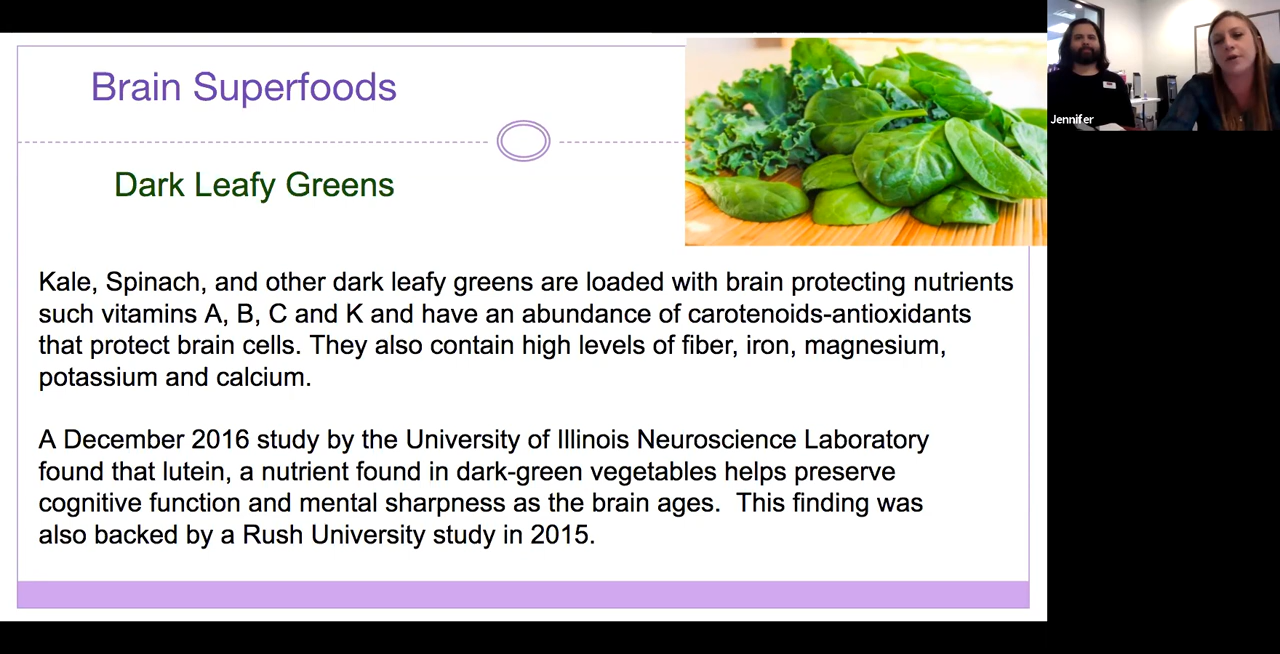 Brain Superfoods
Dark Leafy Greens
Kale, Spinach, and other dark leafy greens are loaded with brain protecting nutrients
such vitamins A, B, C and K and have an abundance of carotenoids-antioxidants
that protect brain cells. They also contain high levels of fiber, iron, magnesium,
potassium and calcium.
A December 2016 study by the University of Illinois Neuroscience Laboratory
found that lutein, a nutrient found in dark-green vegetables helps preserve
cognitive function and mental sharpness as the brain ages.  This finding was
also backed by a Rush University study in 2015.
Jennifer